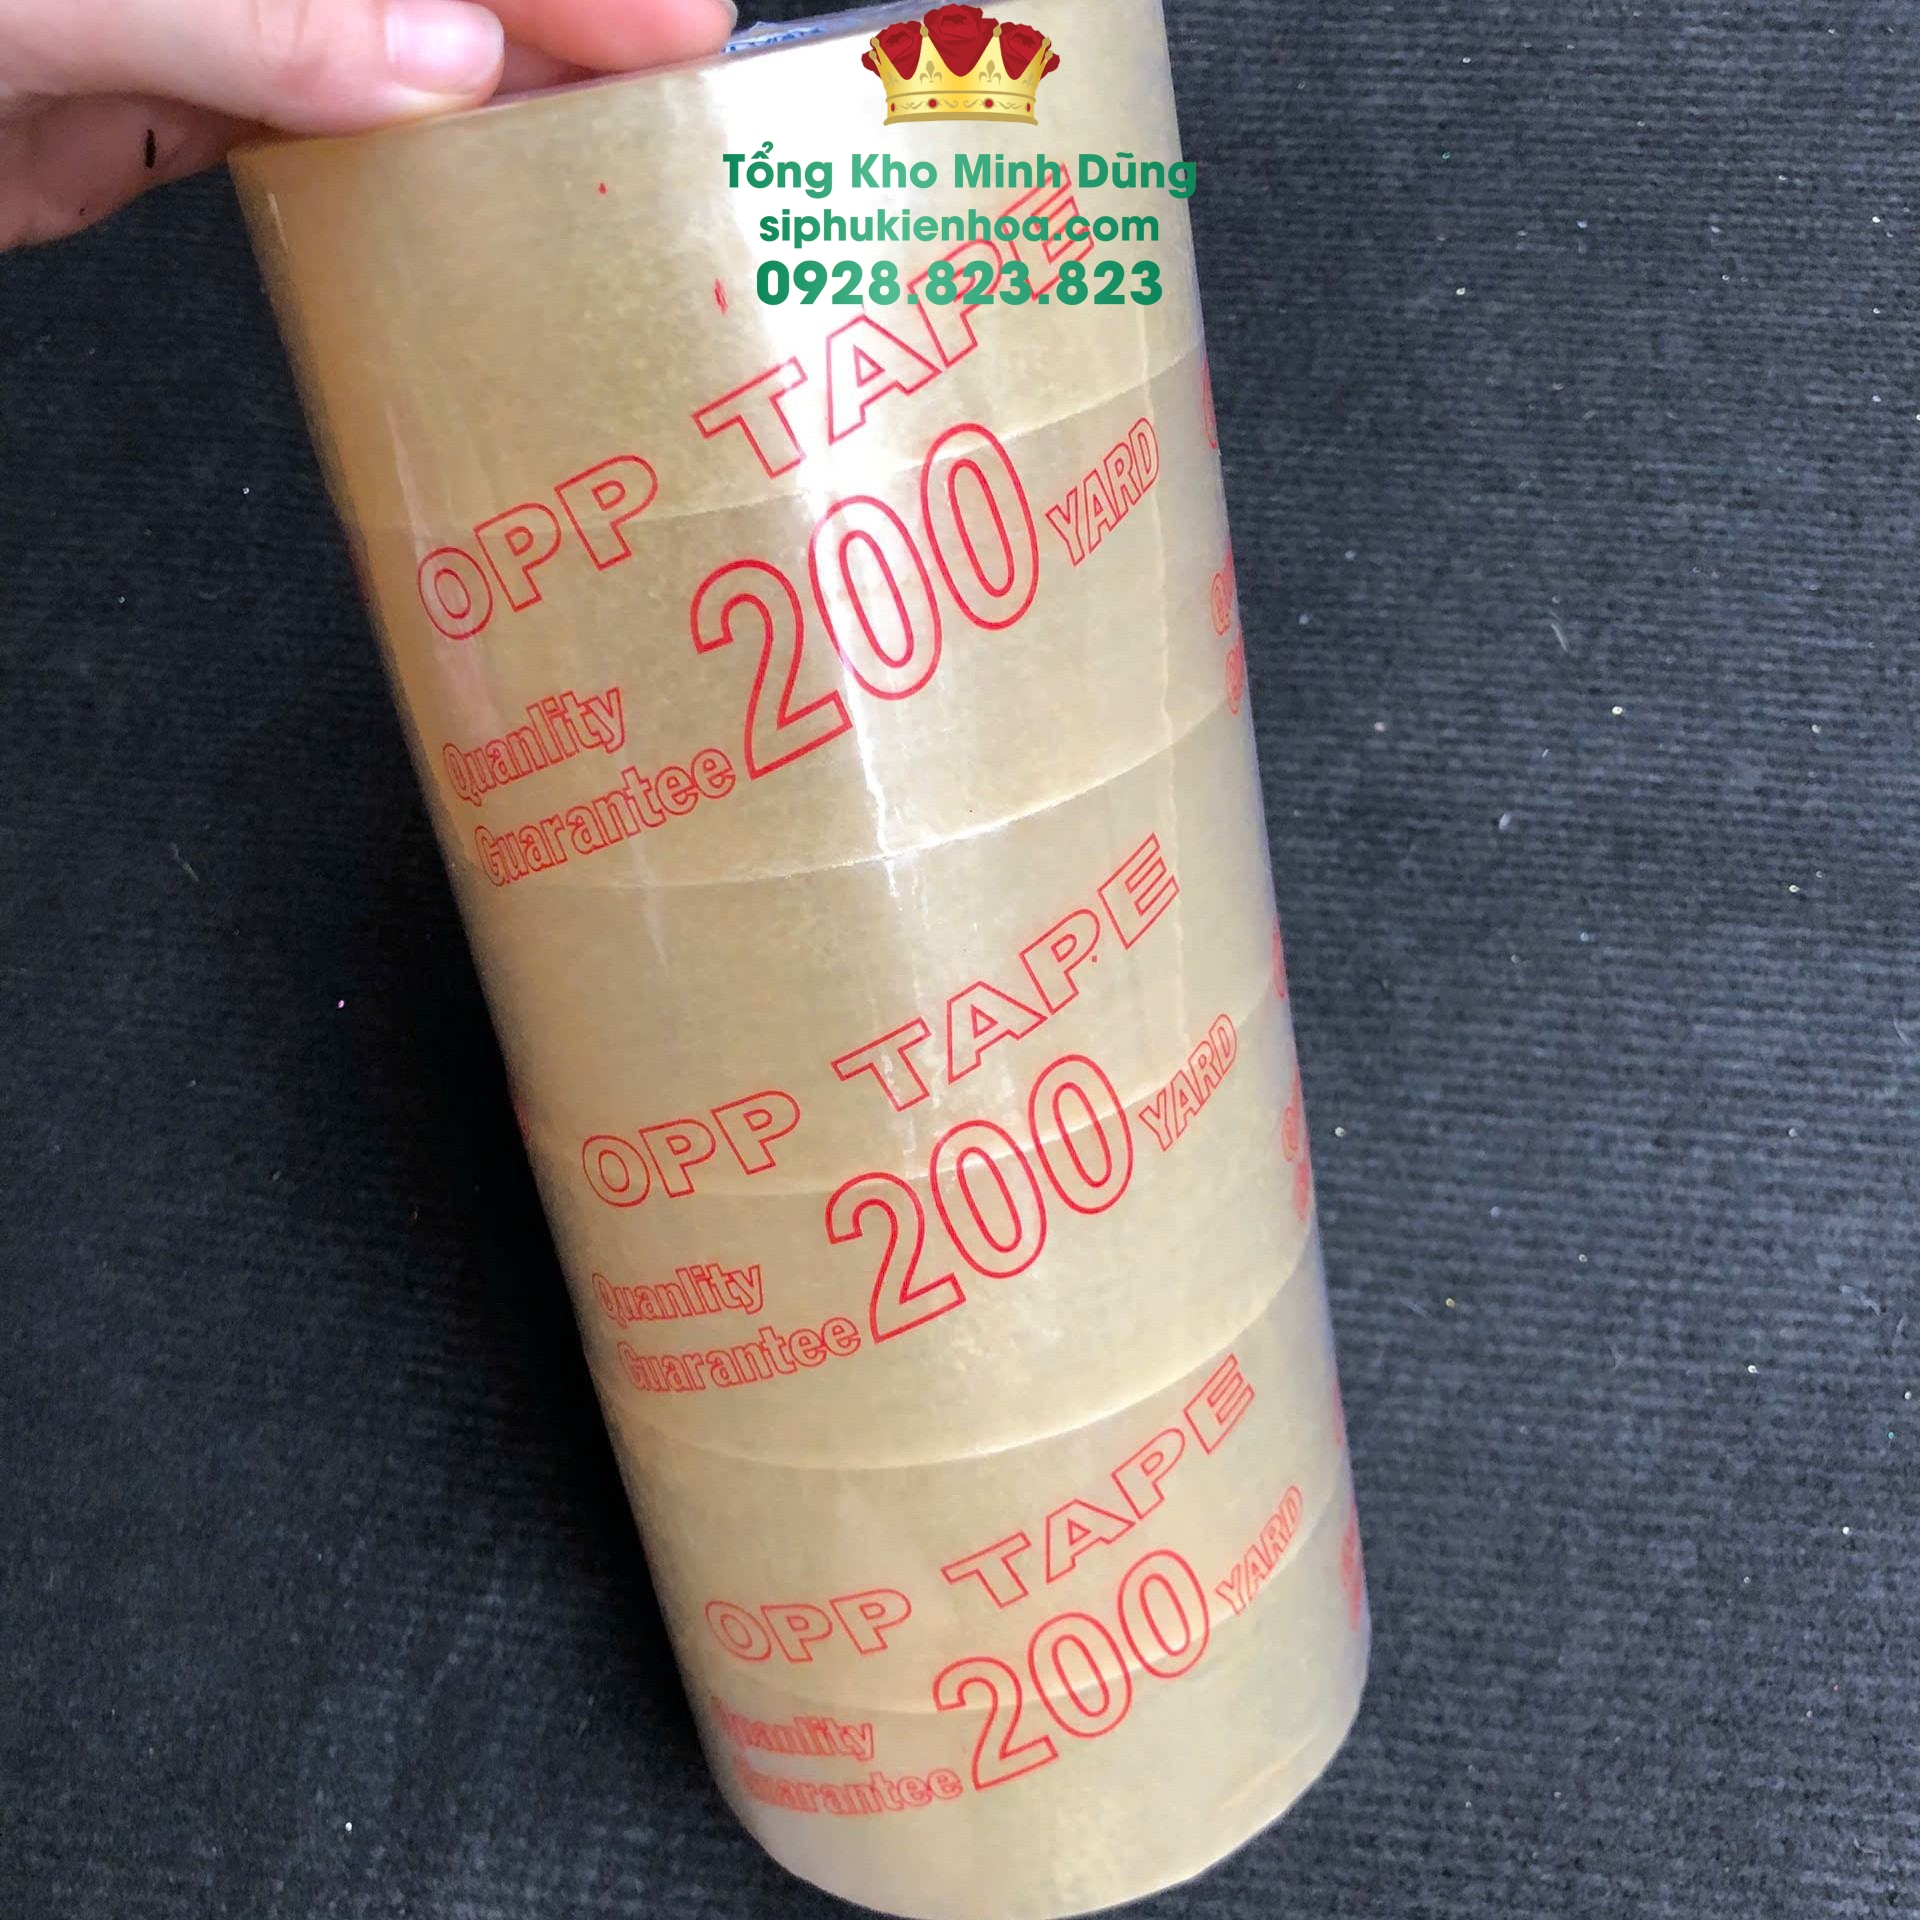 Tổng Kho Minh Dũng
siphukienhoa.com
0928.823.823
OPP TAPE
200 YARD
Quanlity
Guarantee
OPP TAPE
200 YARD
Quanlity
Guarantee
OPP TAPE
200 YARD
Quanlity
Guarantee